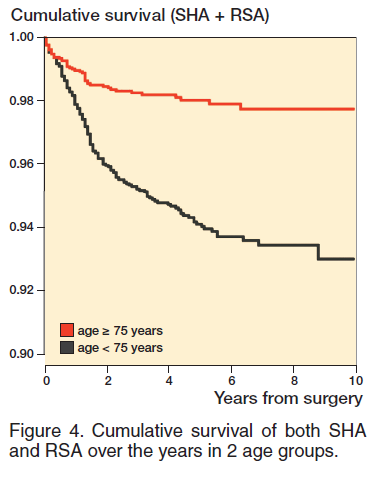 Cumulative survival (SHA + RSA)
1.00
0.98
0.96
0.94
0.92
0.90
age ≥ 75 years
age < 75 years
0 2 4 6 8 10
Years from surgery
Figure 4. Cumulative survival of both SHA
and RSA over the years in 2 age groups.